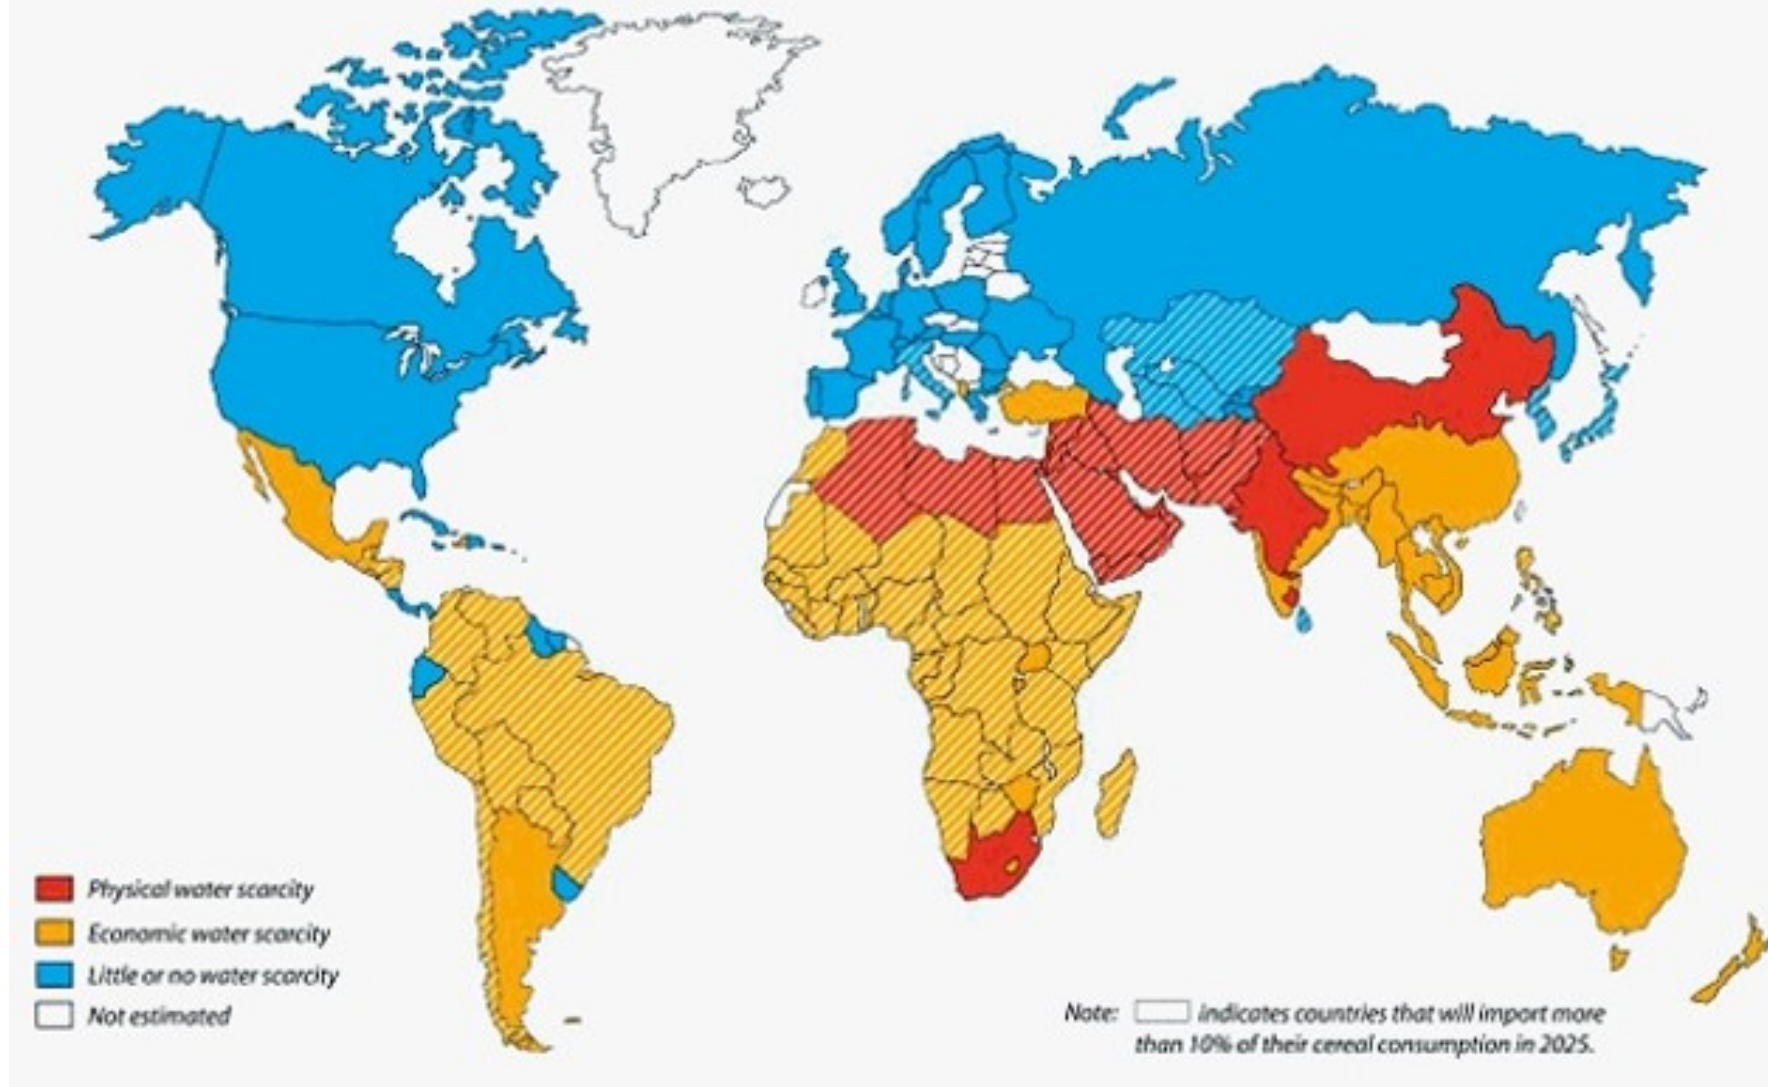 Physical water scarcity
Economic water scarcity
Little or no water scarcity
Not estimated
Note: indicates countries that will import more
than 10% of their cereal consumption in 2025.